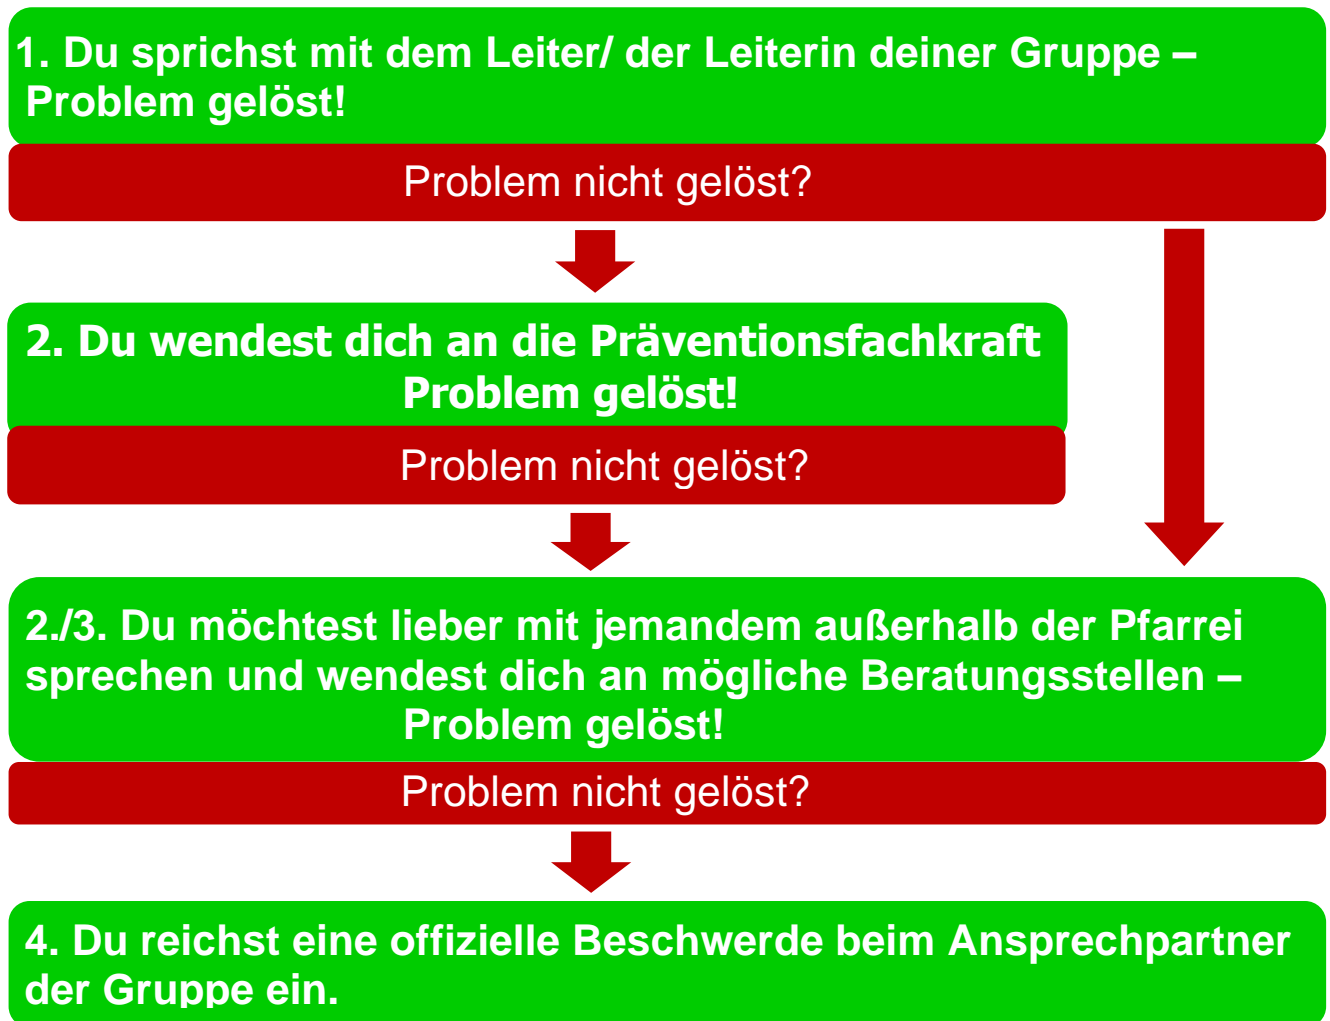 1. Du sprichst mit dem Leiter/ der Leiterin deiner Gruppe –
Problem gelöst!
Problem nicht gelöst?
2. Du wendest dich an die Präventionsfachkraft
Problem gelöst!
Problem nicht gelöst?
2./3. Du möchtest lieber mit jemandem außerhalb der Pfarrei
sprechen und wendest dich an mögliche Beratungsstellen –
Problem gelöst!
Problem nicht gelöst?
4. Du reichst eine offizielle Beschwerde beim Ansprechpartner
der Gruppe ein.